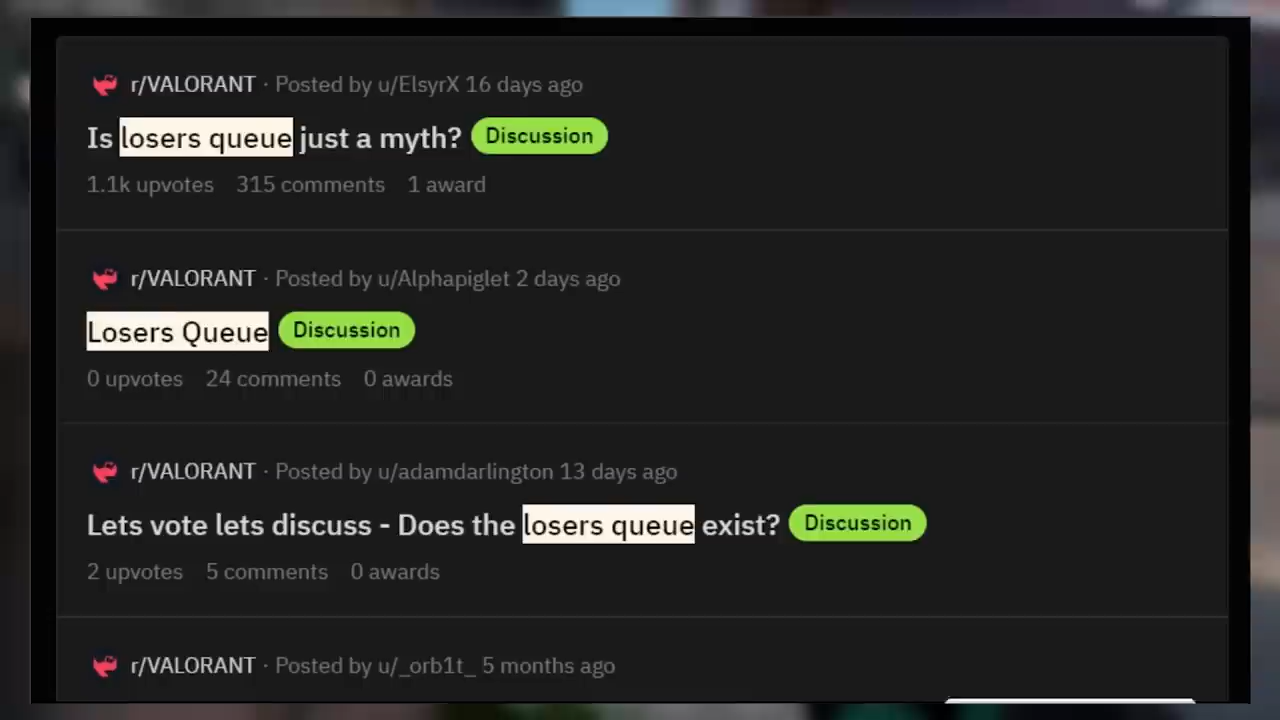 r/VALORANT · Posted by u/ElsyrX 16 days ago
Is losers queue just a myth? Discussion
1.1k upvotes 315 comments 1 award
r/VALORANT · Posted by u/Alphapiglet 2 days ago
Losers Queue Discussion
0 upvotes 24 comments 0 awards
r/VALORANT · Posted by u/adamdarlington 13 days ago
Lets vote lets discuss - Does the losers queue exist? Discussion
2 upvotes 5 comments 0 awards
r/VALORANT · Posted by u/_orb1t_ 5 months ago